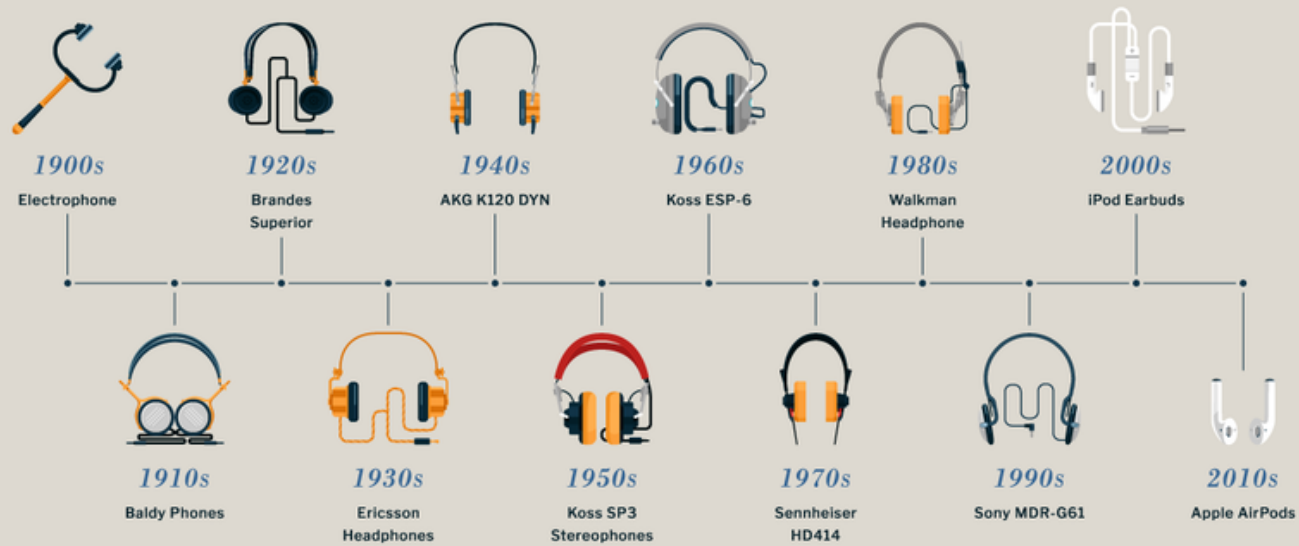 1900s
Electrophone
1920s
Brandes
Superior
1940s
AKG K120 DYN
1960s
Koss ESP-6
1980s
Walkman
Headphone
2000s
iPod Earbuds
1910s
Baldy Phones
1930s
Ericsson
Headphones
1950s
Koss SP3
Stereophones
1970s
Sennheiser
HD414
1990s
Sony MDR-G61
2010s
Apple AirPods